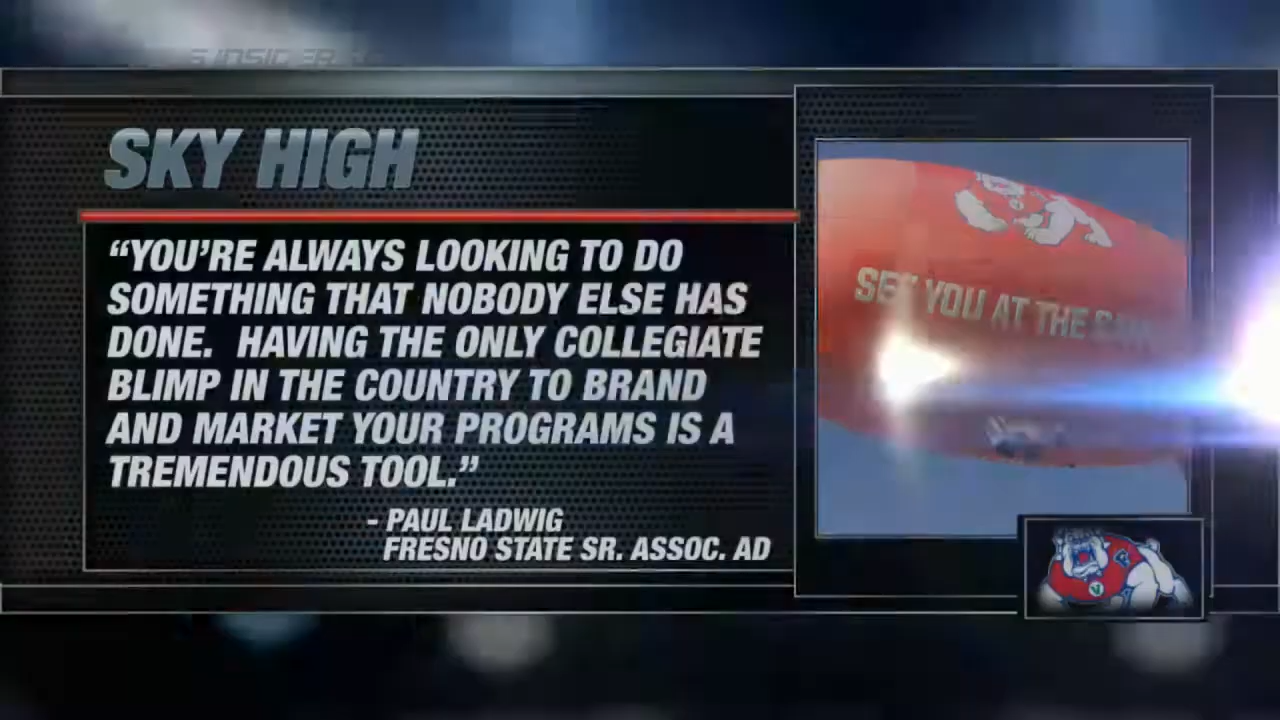 SKY HIGH
“YOU’RE ALWAYS LOOKING TO DO
SOMETHING THAT NOBODY ELSE HAS
DONE.  HAVING THE ONLY COLLEGIATE
BLIMP IN THE COUNTRY TO BRAND
AND MARKET YOUR PROGRAMS IS A
TREMENDOUS TOOL.”
- PAUL LADWIG
FRESNO STATE SR. ASSOC. AD
SEE YOU AT THE
V